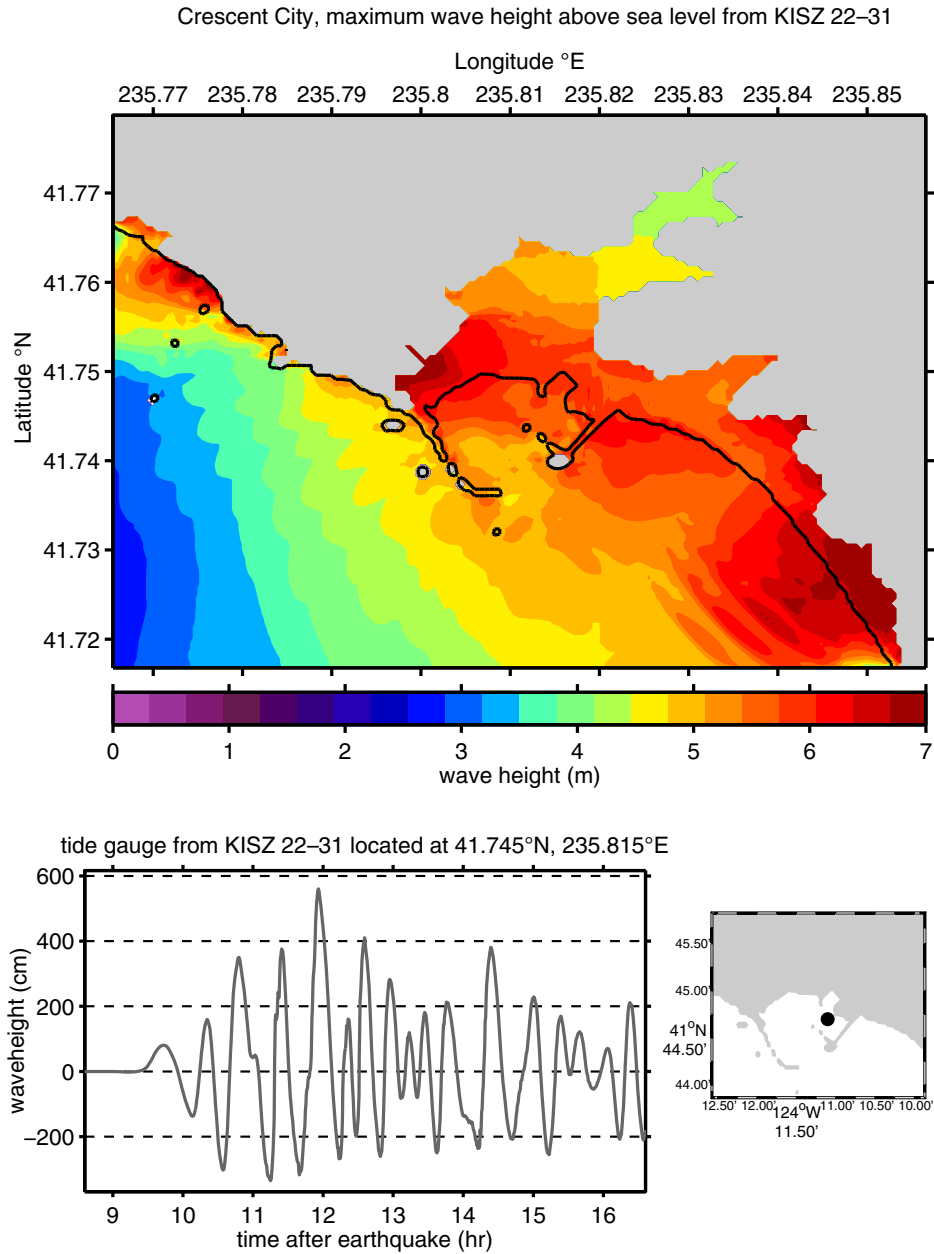 Crescent City, maximum wave height above sea level from KISZ 22–31
Longitude °E
235.77 235.78 235.79 235.8 235.81 235.82 235.83 235.84 235.85
Latitude °N
41.77
41.76
41.75
41.74
41.73
41.72
0 1 2 3 4 5 6 7
wave height (m)
tide gauge from KISZ 22–31 located at 41.745°N, 235.815°E
waveheight (cm)
600
400
200
0
−200
9 10 11 12 13 14 15 16
time after earthquake (hr)
45.50'
45.00'
41°N
44.50'
44.00'
12.50' 12.00' 124°W 11.00' 10.50' 10.00'
11.50'